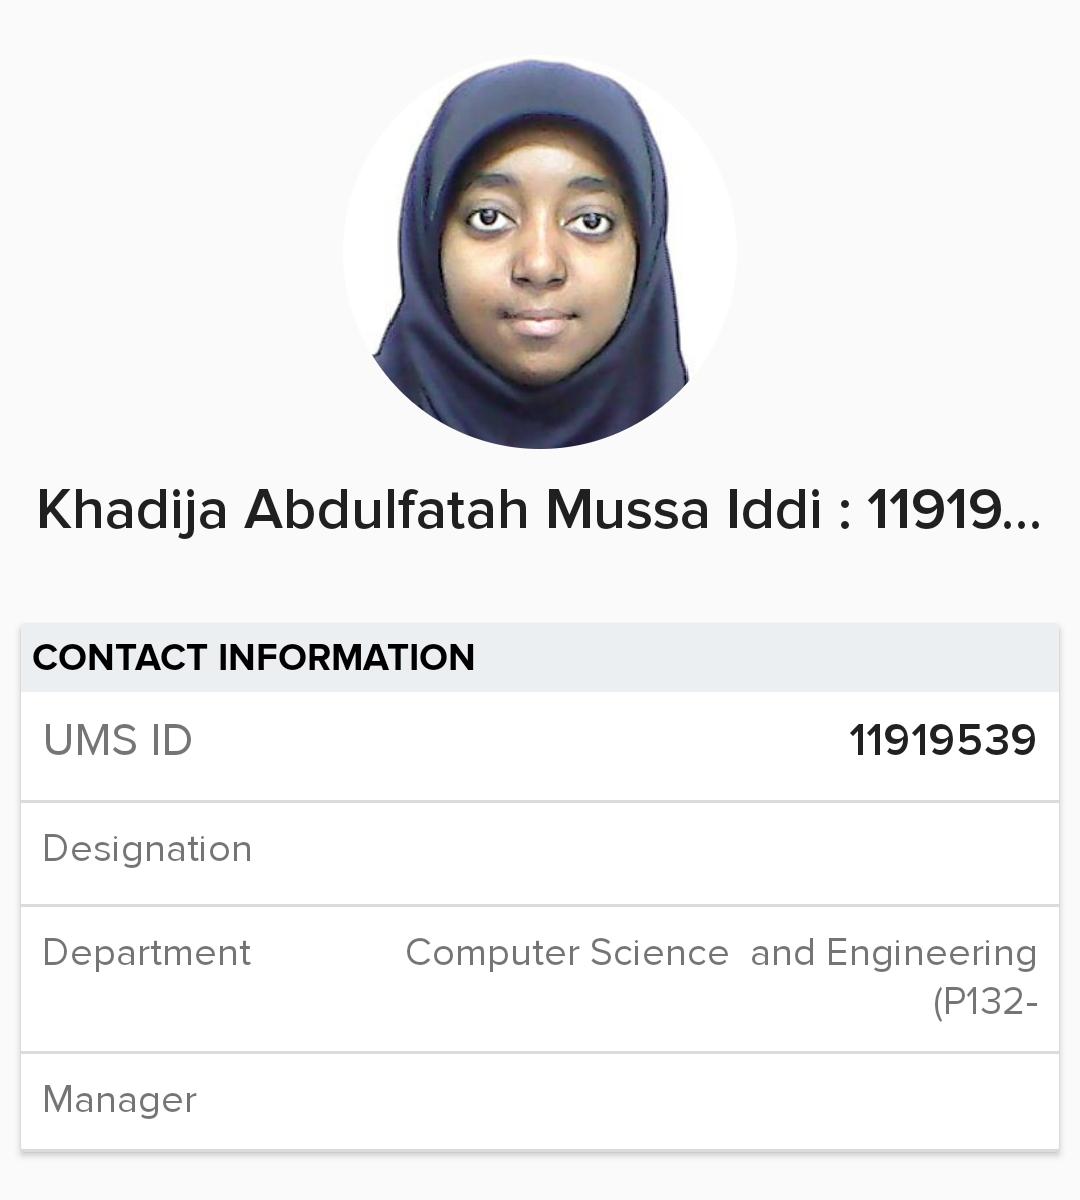 Khadija Abdulfatah Mussa Iddi : 11919...
CONTACT INFORMATION
UMS ID 11919539
Designation
Department Computer Science and Engineering
(P132-
Manager